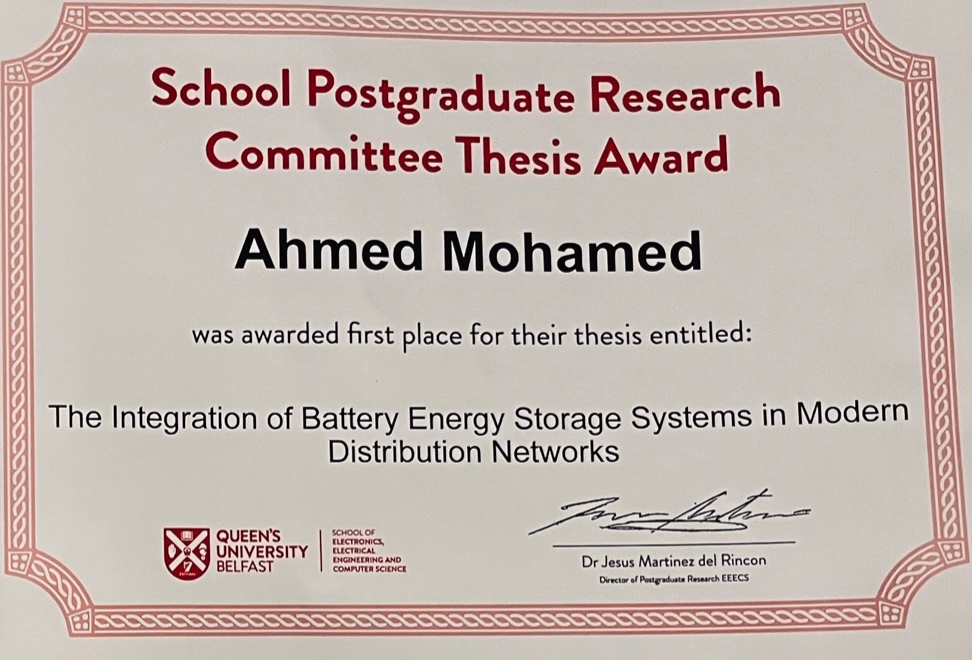 School Postgraduate Research
Committee Thesis Award
Ahmed Mohamed
was awarded first place for their thesis entitled:
The Integration of Battery Energy Storage Systems in Modern
Distribution Networks
QUEEN'S
UNIVERSITY
BELFAST
SCHOOL OF
ELECTRONICS,
ELECTRICAL
ENGINEERING AND
COMPUTER SCIENCE
Dr Jesus Martinez del Rincon
Director of Postgraduate Research EEECS